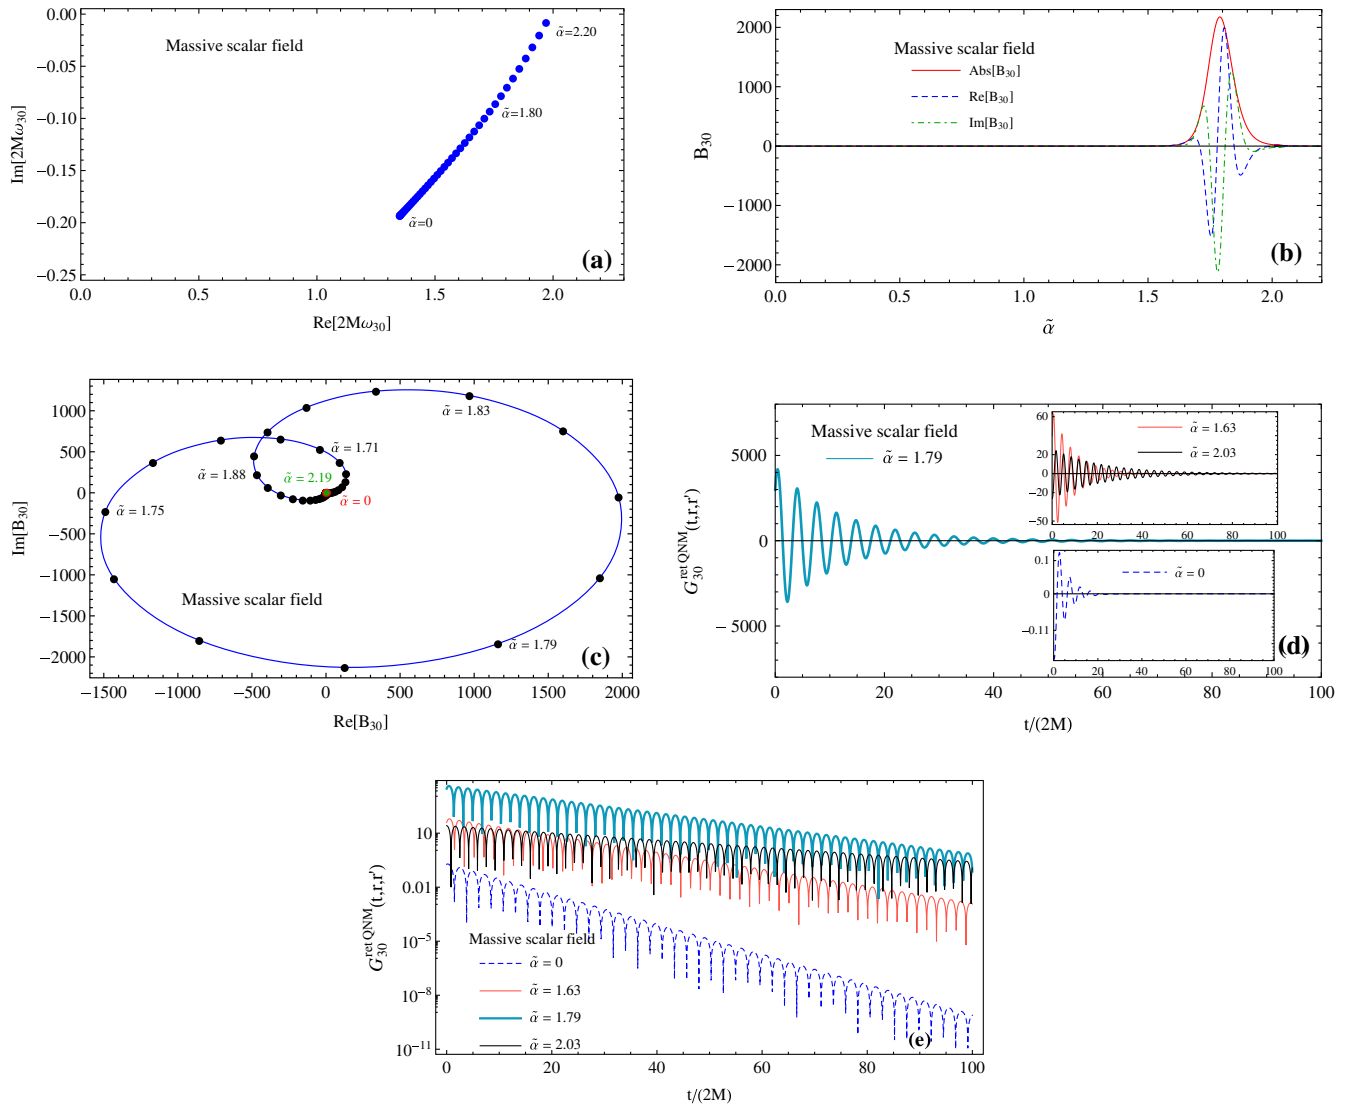 0.00
-0.05
-0.10
-0.15
-0.20
-0.25
Im[2Mω30]
Massive scalar field
α̃=2.20
α̃=1.80
α̃=0
(a)
0.0
0.5
1.0
1.5
2.0
Re[2Mω30]
2000
1000
0
-1000
-2000
B30
Massive scalar field
Abs[B30]
Re[B30]
Im[B30]
(b)
0.0
0.5
1.0
1.5
2.0
α̃
1000
500
0
-500
-1000
-1500
-2000
Im[B30]
α̃ = 1.83
α̃ = 1.71
α̃ = 1.88
α̃ = 2.19
α̃ = 0
α̃ = 1.75
Massive scalar field
α̃ = 1.79
(c)
-1500
-1000
-500
0
500
1000
1500
2000
Re[B30]
5000
0
-5000
G30 ret QNM (t,r,r')
Massive scalar field
α̃ = 1.79
60
40
20
0
-20
-50
α̃ = 1.63
α̃ = 2.03
0
20
40
60
80
100
0.1
0
-0.11
α̃ = 0
0
20
40
60
80
100
(d)
0
20
40
60
80
100
t/(2M)
10
0.01
10-5
10-8
10-11
G30 ret QNM (t,r,r')
Massive scalar field
α̃ = 0
α̃ = 1.63
α̃ = 1.79
α̃ = 2.03
(e)
0
20
40
60
80
100
t/(2M)